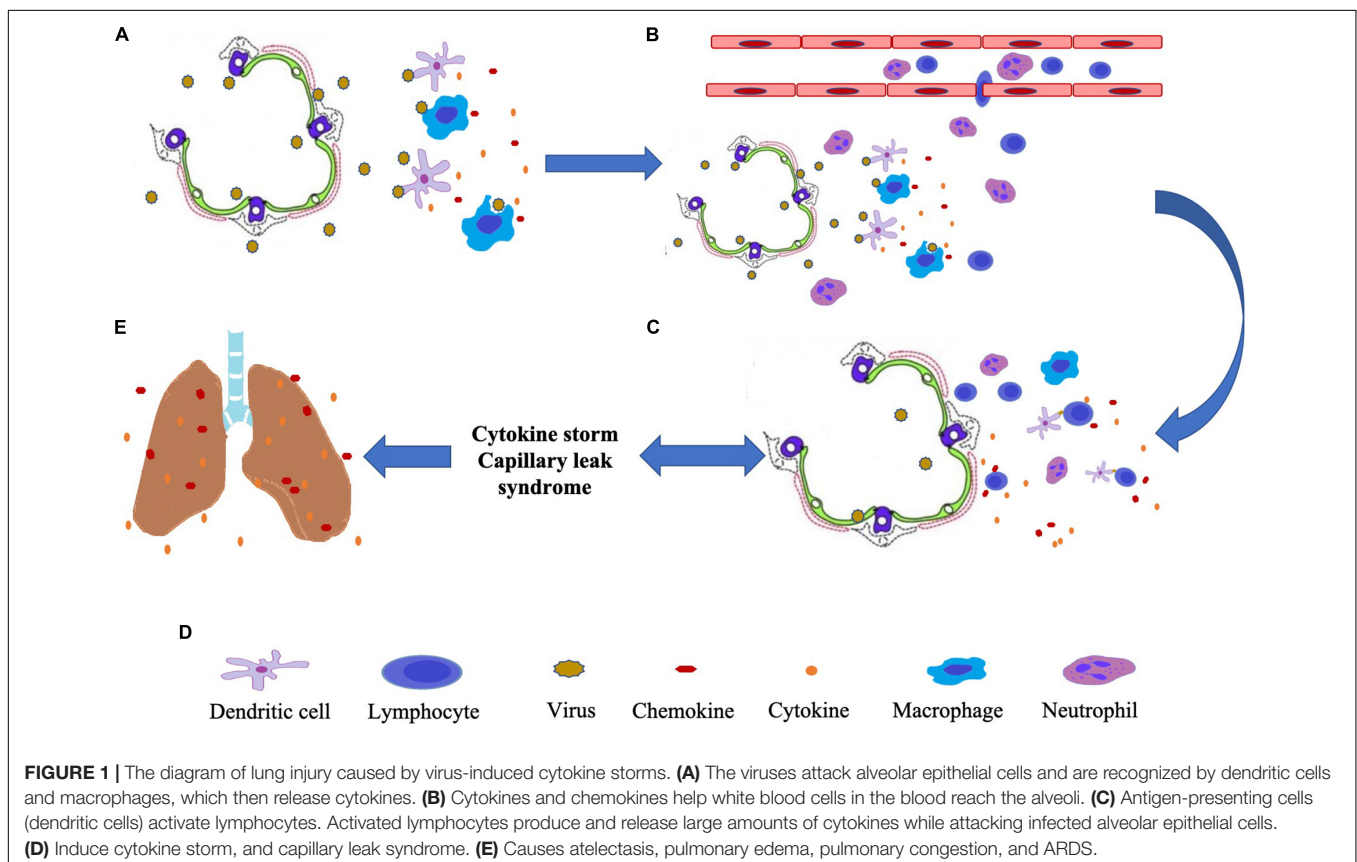 A
B
E
C
Cytokine storm
Capillary leak
syndrome
D
Dendritic cell
Lymphocyte
Virus
Chemokine
Cytokine
Macrophage
Neutrophil
FIGURE 1 | The diagram of lung injury caused by virus-induced cytokine storms. (A) The viruses attack alveolar epithelial cells and are recognized by dendritic cells
and macrophages, which then release cytokines. (B) Cytokines and chemokines help white blood cells in the blood reach the alveoli. (C) Antigen-presenting cells
(dendritic cells) activate lymphocytes. Activated lymphocytes produce and release large amounts of cytokines while attacking infected alveolar epithelial cells.
(D) Induce cytokine storm, and capillary leak syndrome. (E) Causes atelectasis, pulmonary edema, pulmonary congestion, and ARDS.